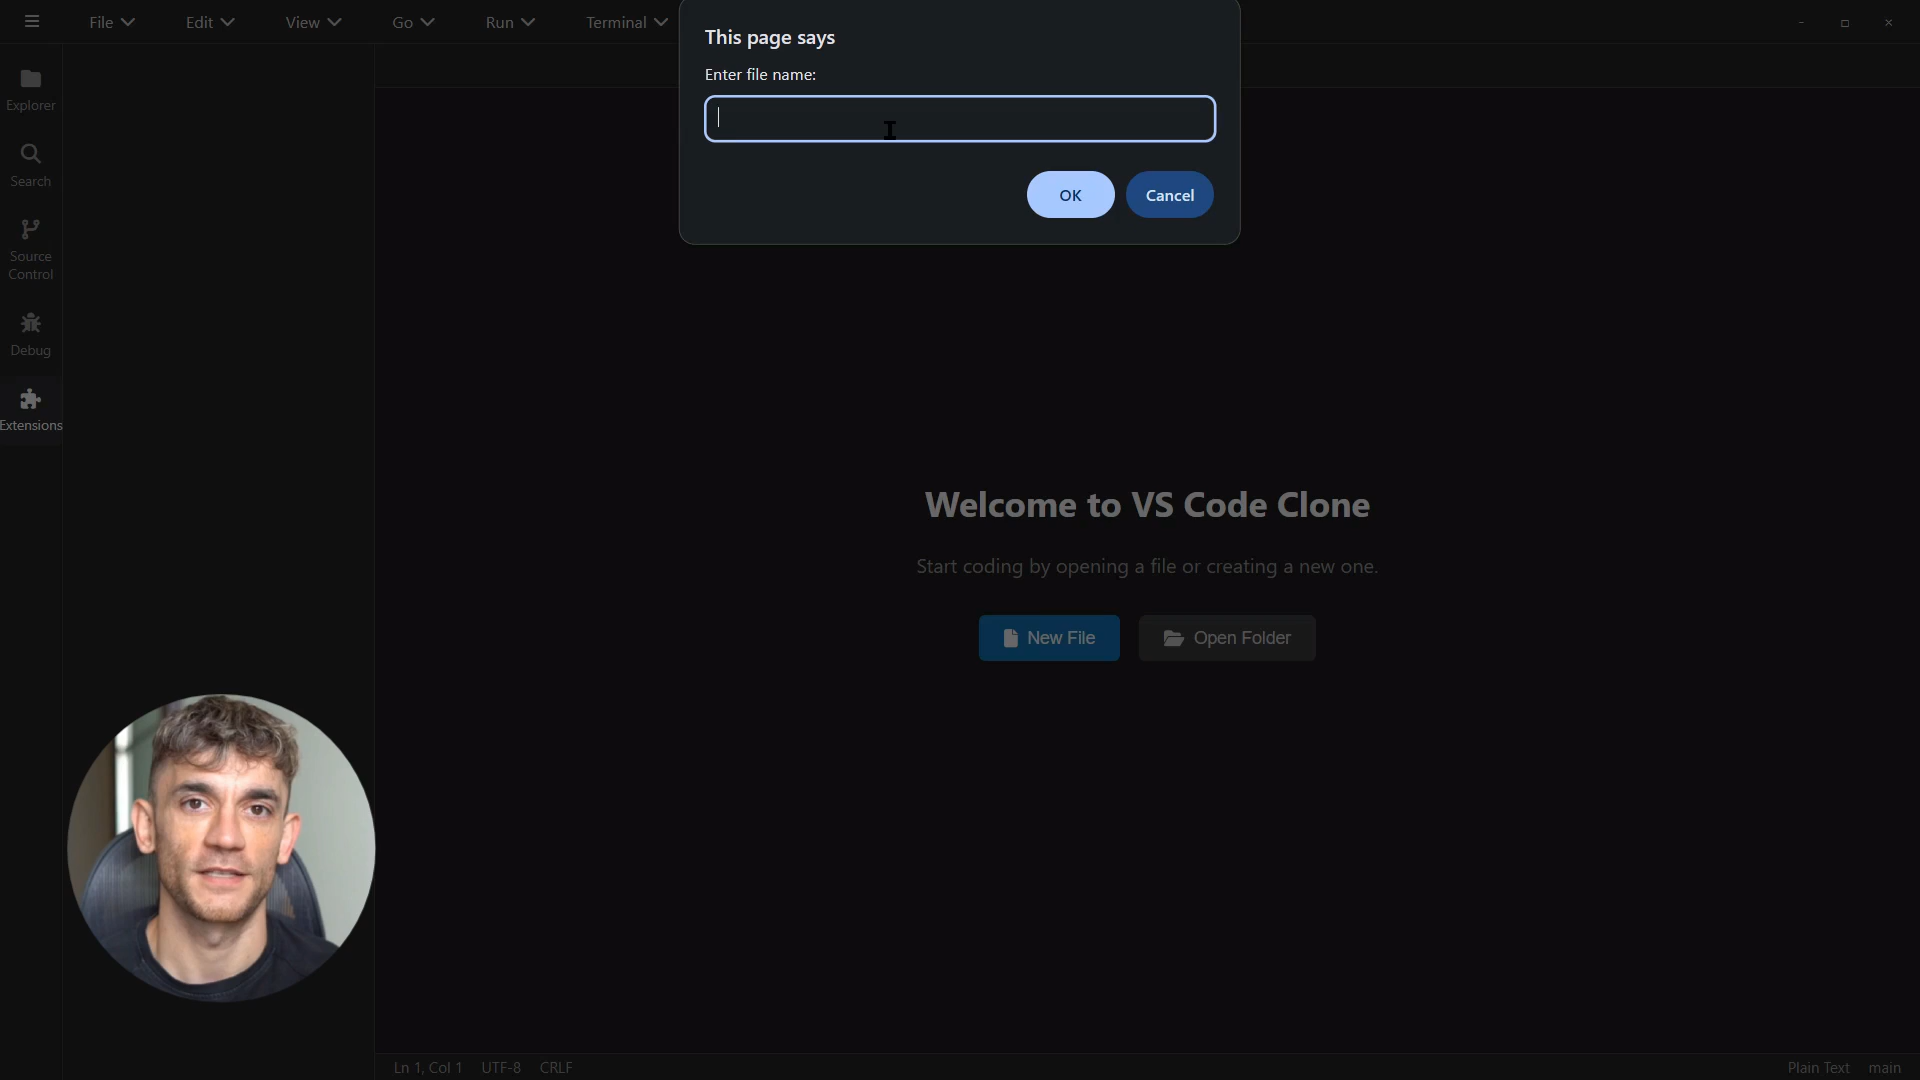 File
Edit
View
Go
Run
Terminal
This page says
Enter file name:
OK
Cancel
Explorer
Search
Source
Control
Debug
Extensions
Welcome to VS Code Clone
Start coding by opening a file or creating a new one.
New File
Open Folder
Ln 1, Col 1
UTF-8
CRLF
Plain Text
main